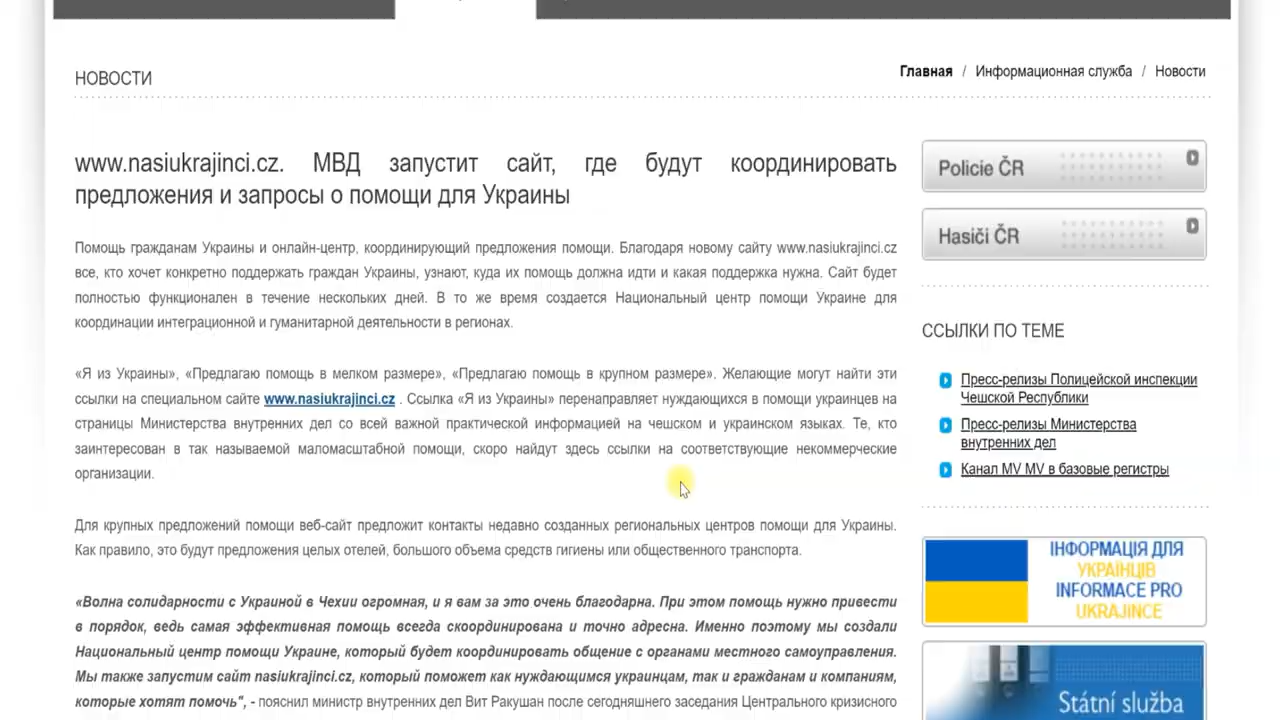 НОВОСТИ
Главная / Информационная служба / Новости
www.nasiukrajinci.cz. МВД запустит сайт, где будут координировать
предложения и запросы о помощи для Украины
Помощь гражданам Украины и онлайн-центр, координирующий предложения помощи. Благодаря новому сайту www.nasiukrajinci.cz
все, кто хочет конкретно поддержать граждан Украины, узнают, куда их помощь должна идти и какая поддержка нужна. Сайт будет
полностью функционален в течение нескольких дней. В то же время создается Национальный центр помощи Украине для
координации интеграционной и гуманитарной деятельности в регионах.
«Я из Украины», «Предлагаю помощь в мелком размере», «Предлагаю помощь в крупном размере». Желающие могут найти эти
ссылки на специальном сайте www.nasiukrajinci.cz . Ссылка «Я из Украины» перенаправляет нуждающихся в помощи украинцев на
страницы Министерства внутренних дел со всей важной практической информацией на чешском и украинском языках. Те, кто
заинтересован в так называемой маломасштабной помощи, скоро найдут здесь ссылки на соответствующие некоммерческие
организации.
Для крупных предложений помощи веб-сайт предложит контакты недавно созданных региональных центров помощи для Украины.
Как правило, это будут предложения целых отелей, большого объема средств гигиены или общественного транспорта.
«Волна солидарности с Украиной в Чехии огромная, и я вам за это очень благодарна. При этом помощь нужно привести
в порядок, ведь самая эффективная помощь всегда скоординирована и точно адресна. Именно поэтому мы создали
Национальный центр помощи Украине, который будет координировать общение с органами местного самоуправления.
Мы также запустим сайт nasiukrajinci.cz, который поможет как нуждающимся украинцам, так и гражданам и компаниям,
которые хотят помочь", - пояснил министр внутренних дел Вит Ракушан после сегодняшнего заседания Центрального кризисного
Policie ČR
Hasiči ČR
ССЫЛКИ ПО ТЕМЕ
Пресс-релизы Полицейской инспекции
Чешской Республики
Пресс-релизы Министерства
внутренних дел
Канал MV MV в базовые регистры
ІНФОРМАЦІЯ ДЛЯ
УКРАЇНЦІВ
INFORMACE PRO
UKRAJINCE
Státní služba